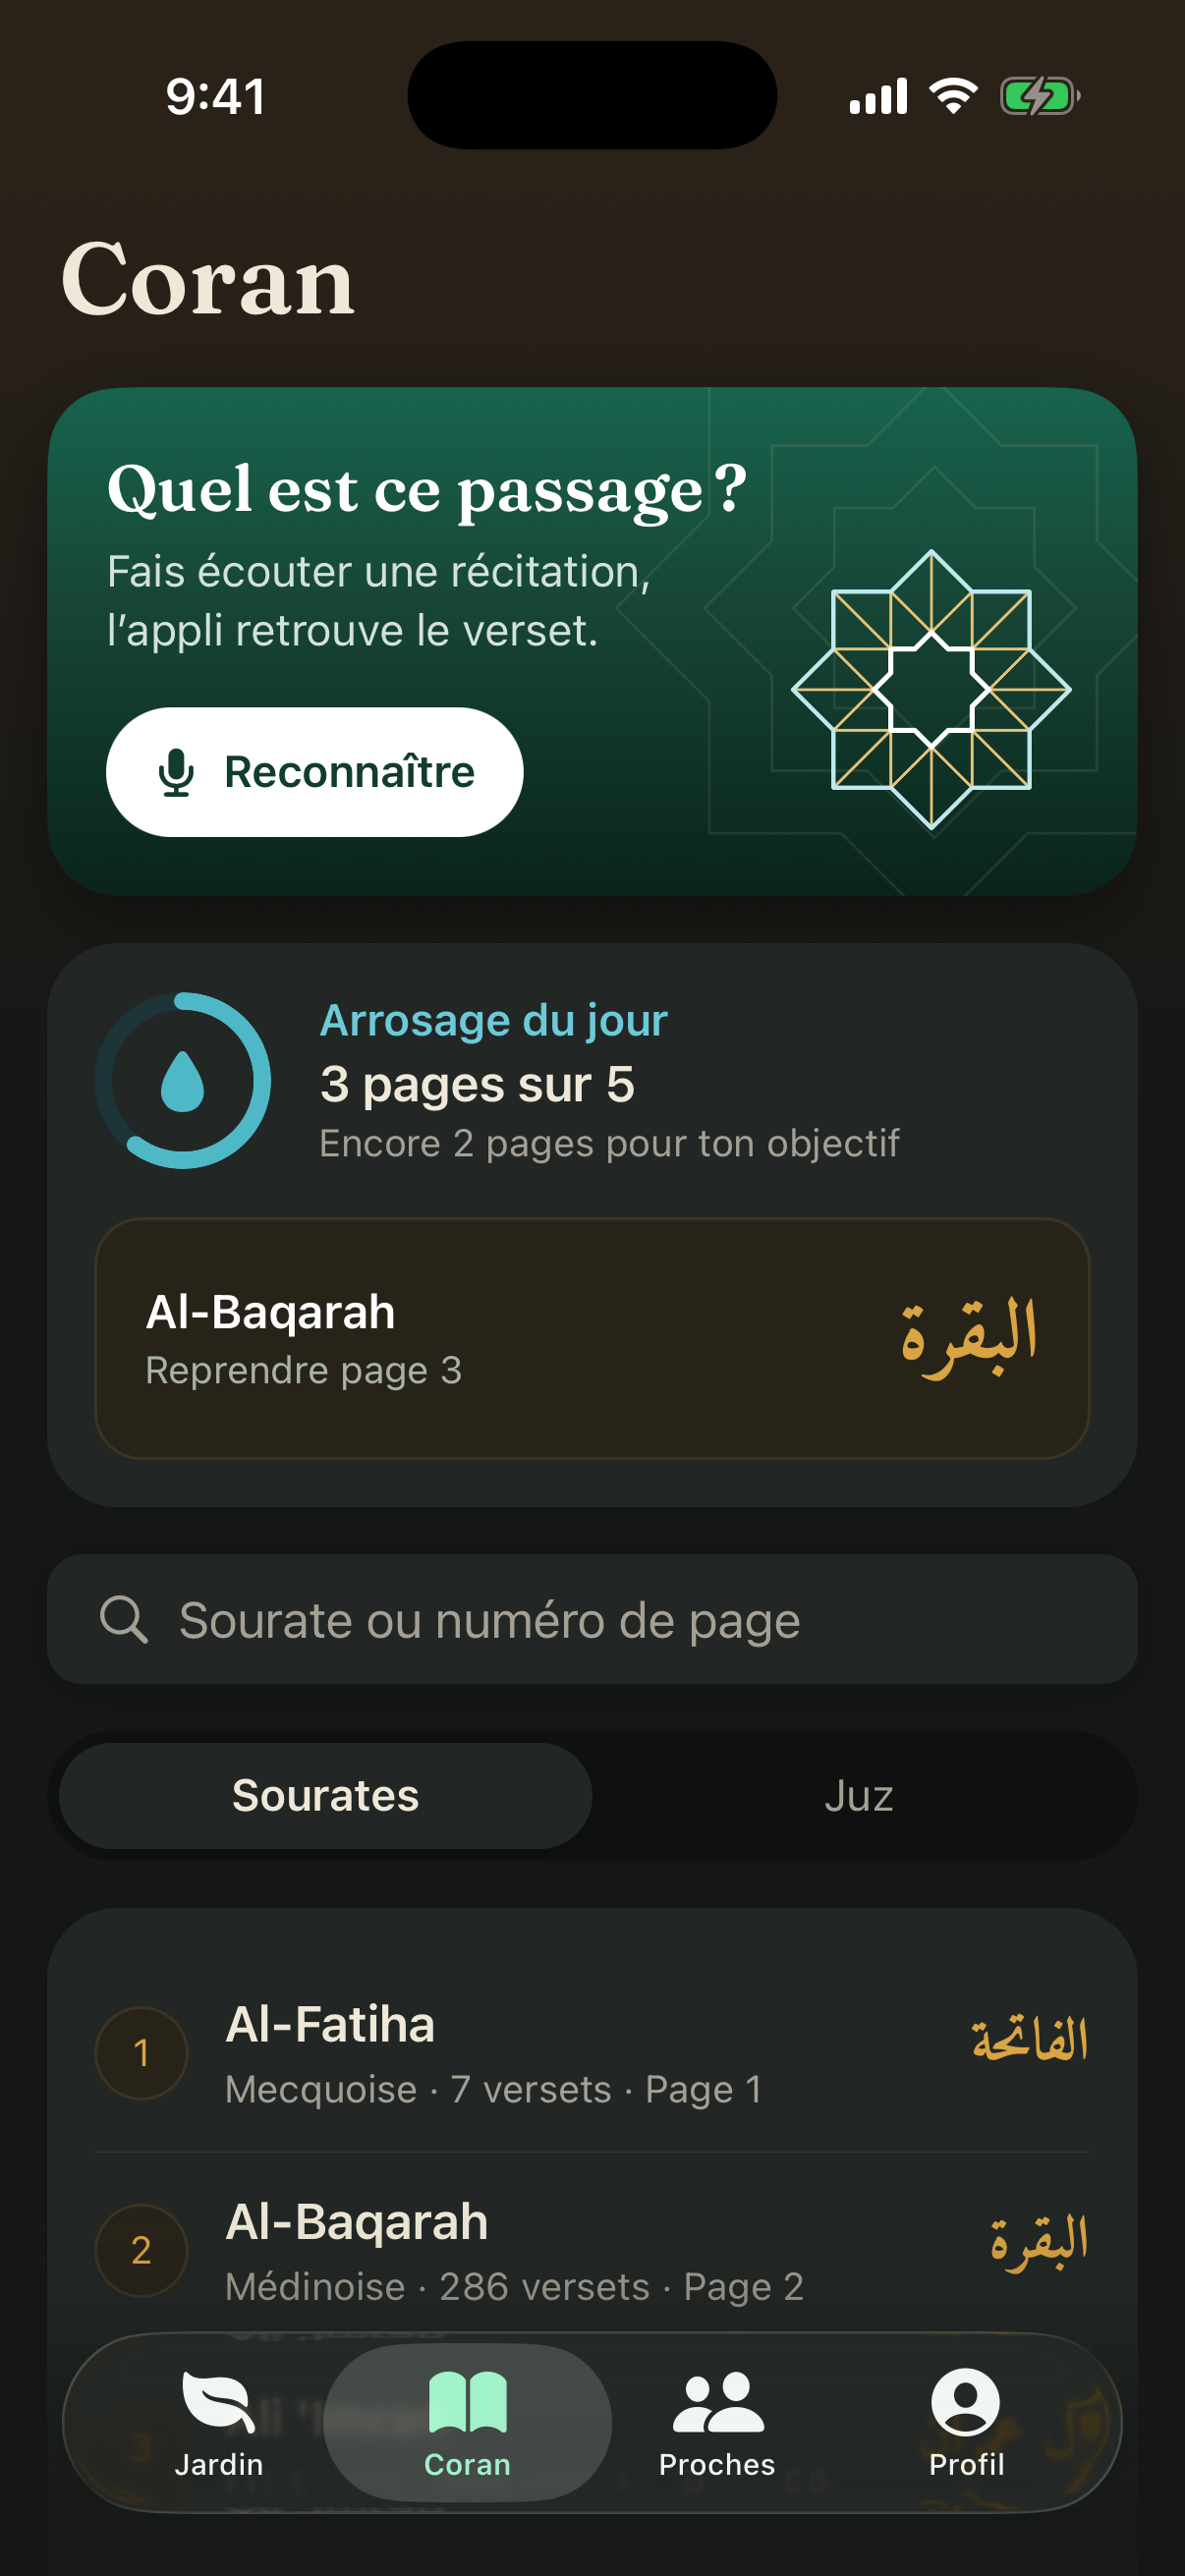 9:41
Coran
Quel est ce passage ?
Fais écouter une récitation,
l’appli retrouve le verset.
Reconnaître
Arrosage du jour
3 pages sur 5
Encore 2 pages pour ton objectif
Al-Baqarah
البقرة
Reprendre page 3
Sourate ou numéro de page
Sourates
Juz
1
Al-Fatiha
الفاتحة
Mecquoise · 7 versets · Page 1
2
Al-Baqarah
البقرة
Médinoise · 286 versets · Page 2
Jardin
Coran
Proches
Profil